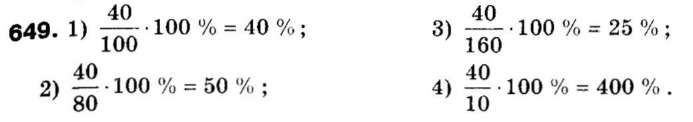 649. 1) 40/100 · 100 % = 40 % ; 3) 40/160 · 100 % = 25 % ;
2) 40/80 · 100 % = 50 % ; 4) 40/10 · 100 % = 400 % .